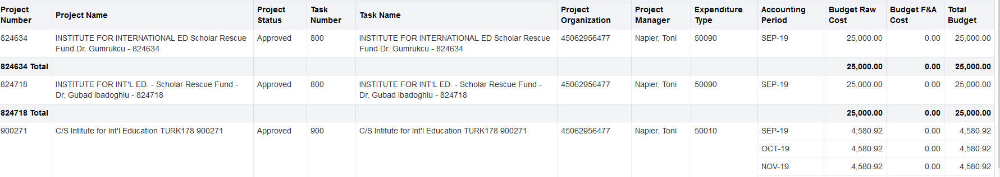 Project Number Project Name Project Status Task Number Task Name Project Organization Project Manager Expenditure Type Accounting Period Budget Raw Cost Budget F&A Cost Total Budget
824634 INSTITUTE FOR INTERNATIONAL ED Scholar Rescue Approved 800 INSTITUTE FOR INTERNATIONAL ED Scholar Rescue 45062956477 Napier, Toni 50090 SEP-19 25,000.00 0.00 25,000.00
Fund Dr. Gumrukcu - 824634 Fund Dr. Gumrukcu - 824634
824634 Total 25,000.00 0.00 25,000.00
824718 INSTITUTE FOR INT'L ED. - Scholar Rescue Fund - Approved 800 INSTITUTE FOR INT'L ED. - Scholar Rescue Fund - 45062956477 Napier, Toni 50090 SEP-19 25,000.00 0.00 25,000.00
Dr, Gubad Ibadoghlu - 824718 Dr, Gubad Ibadoghlu - 824718
824718 Total 25,000.00 0.00 25,000.00
900271 C/S Intitute for Int'l Education TURK178 900271 Approved 900 C/S Intitute for Int'l Education TURK178 900271 45062956477 Napier, Toni 50010 SEP-19 4,580.92 0.00 4,580.92
OCT-19 4,580.92 0.00 4,580.92
NOV-19 4,580.92 0.00 4,580.92